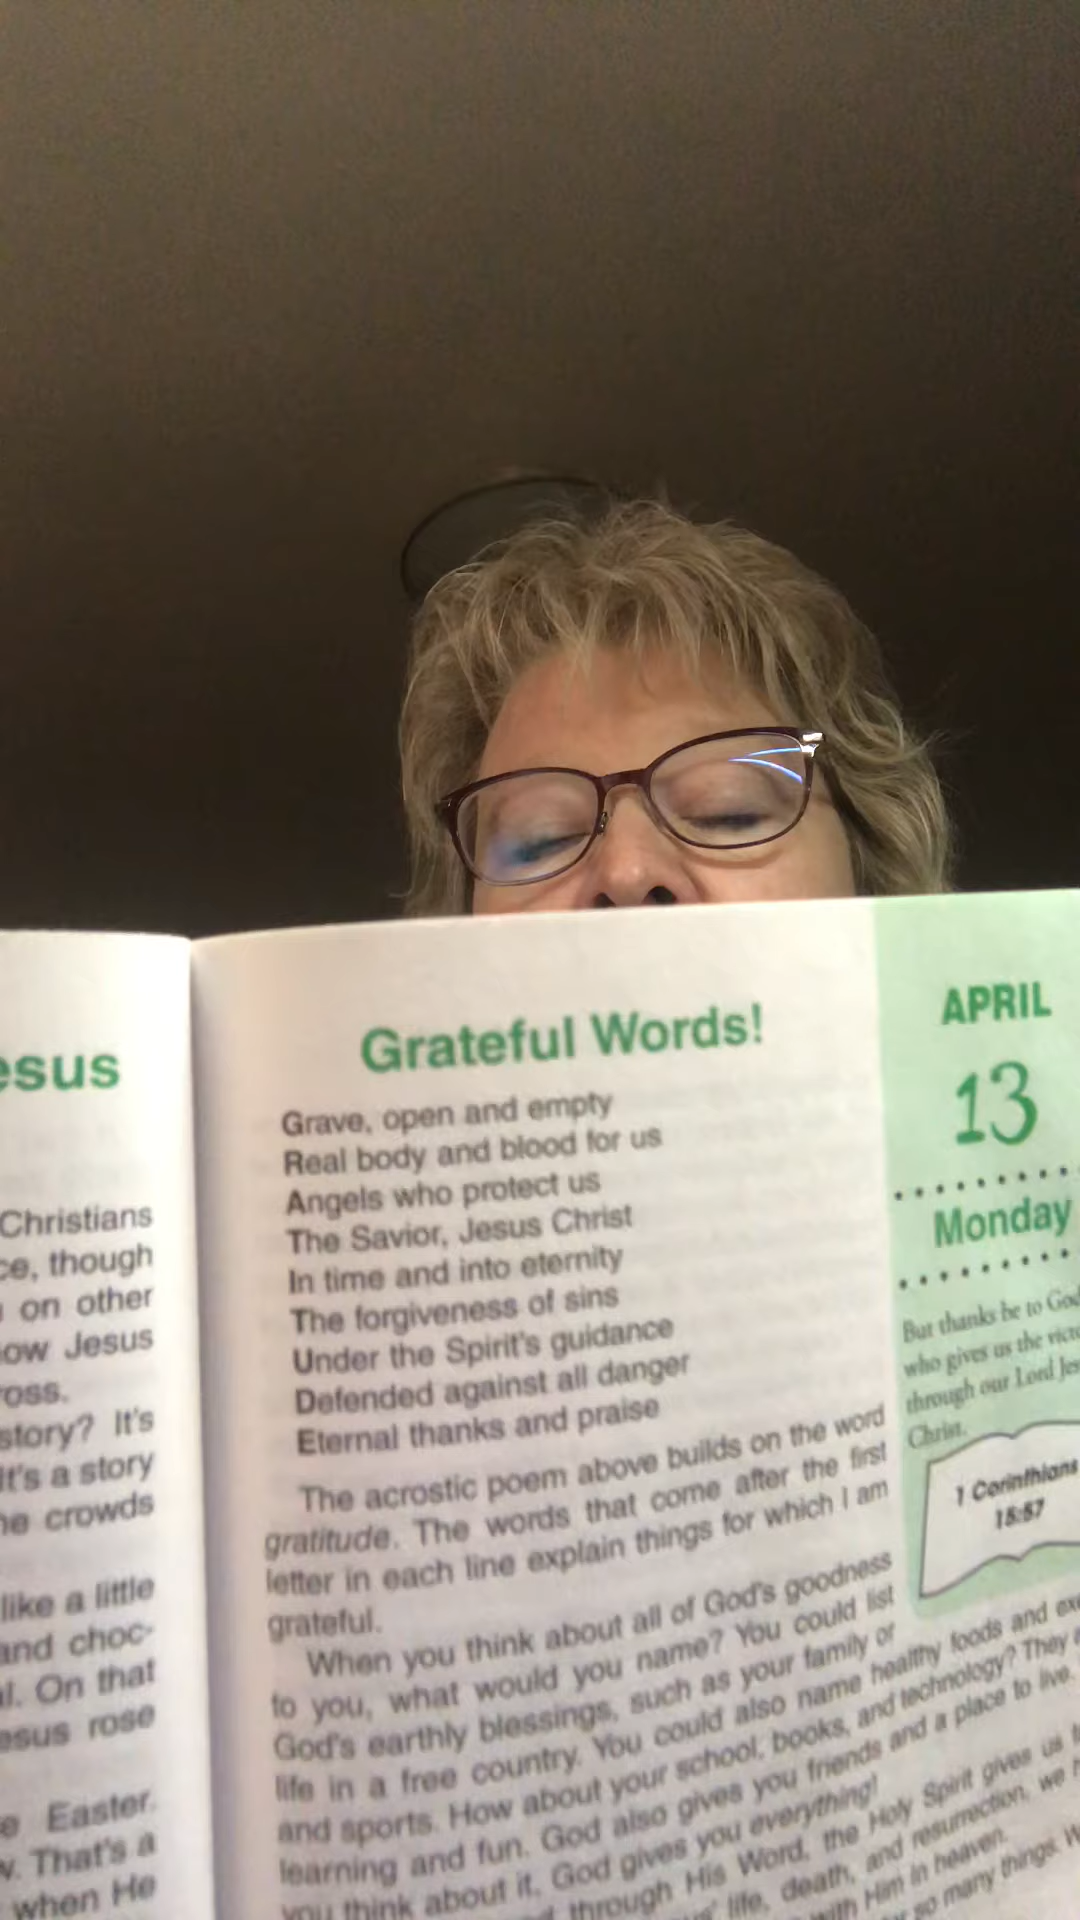 esus
Christians
ce, though
on other
ow Jesus
ross.
story? It's
it's a story
he crowds
like a little
and choc-
l. On that
esus rose
e Easter.
w. That's a
when He
Grateful Words!
Grave, open and empty
Real body and blood for us
Angels who protect us
The Savior, Jesus Christ
In time and into eternity
The forgiveness of sins
Under the Spirit's guidance
Defended against all danger
Eternal thanks and praise
The acrostic poem above builds on the word
gratitude. The words that come after the first
letter in each line explain things for which I am
grateful.
When you think about all of God's goodness
to you, what would you name? You could list
God's earthly blessings, such as your family or
life in a free country. You could also name healthy foods and exe
and sports. How about your school, books, and technology? They a
learning and fun. God also gives you friends and a place to live.
you think about it, God gives you everything!
through His Word, the Holy Spirit gives us
life, death, and resurrection, we
with Him in heaven.
so many things. W
APRIL
13
Monday
But thanks be to God,
who gives us the victo
through our Lord Jes
Christ.
1 Corinthians
15:57